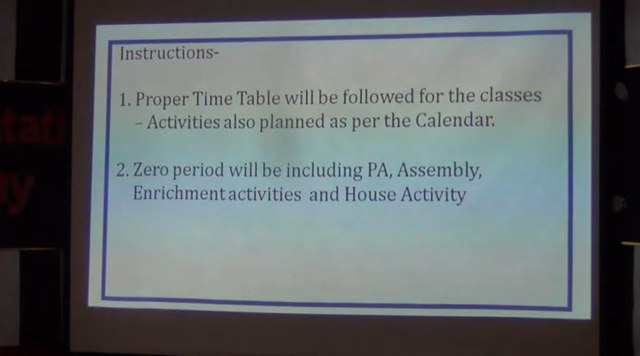 Instructions-
1. Proper Time Table will be followed for the classes
– Activities also planned as per the Calendar.
2. Zero period will be including PA, Assembly,
Enrichment activities and House Activity